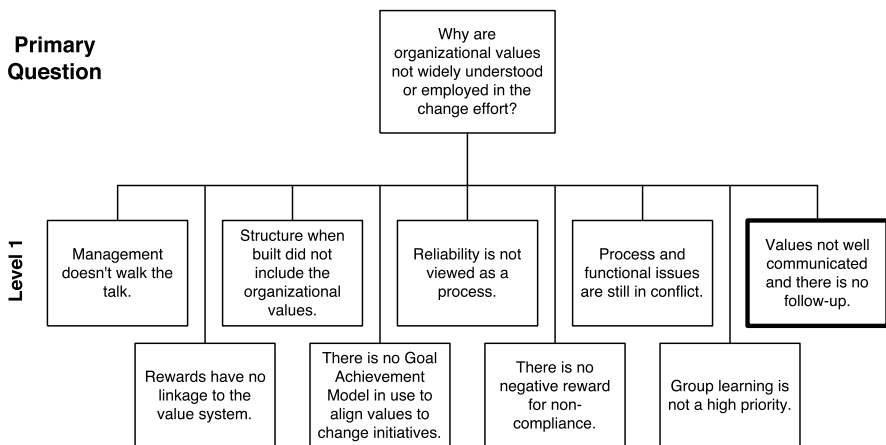 Primary
Question
Why are
organizational values
not widely understood
or employed in the
change effort?
Level 1
Management
doesn't walk the
talk.
Structure when
built did not
include the
organizational
values.
Reliability is not
viewed as a
process.
Process and
functional issues
are still in conflict.
Values not well
communicated
and there is no
follow-up.
Rewards have no
linkage to the
value system.
There is no Goal
Achievement
Model in use to
align values to
change initiatives.
There is no
negative reward
for non-
compliance.
Group learning is
not a high priority.